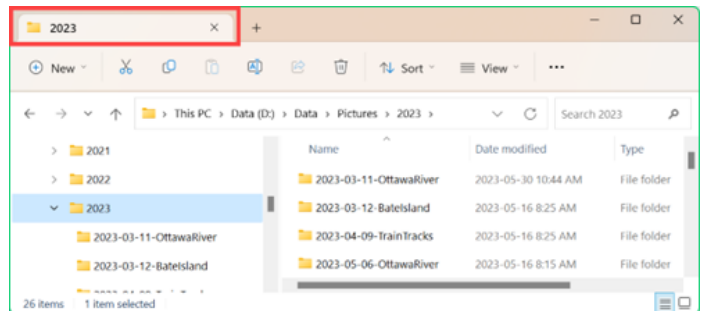 2023
New
Sort
View
This PC > Data (D:) > Data > Pictures > 2023 >
Search 2023
2021
2022
2023
2023-03-11-OttawaRiver
2023-03-12-BateIsland
Name Date modified Type
2023-03-11-OttawaRiver 2023-05-30 10:44 AM File folder
2023-03-12-BateIsland 2023-05-16 8:25 AM File folder
2023-04-09-TrainTracks 2023-05-16 8:25 AM File folder
2023-05-06-OttawaRiver 2023-05-16 8:15 AM File folder
26 items 1 item selected